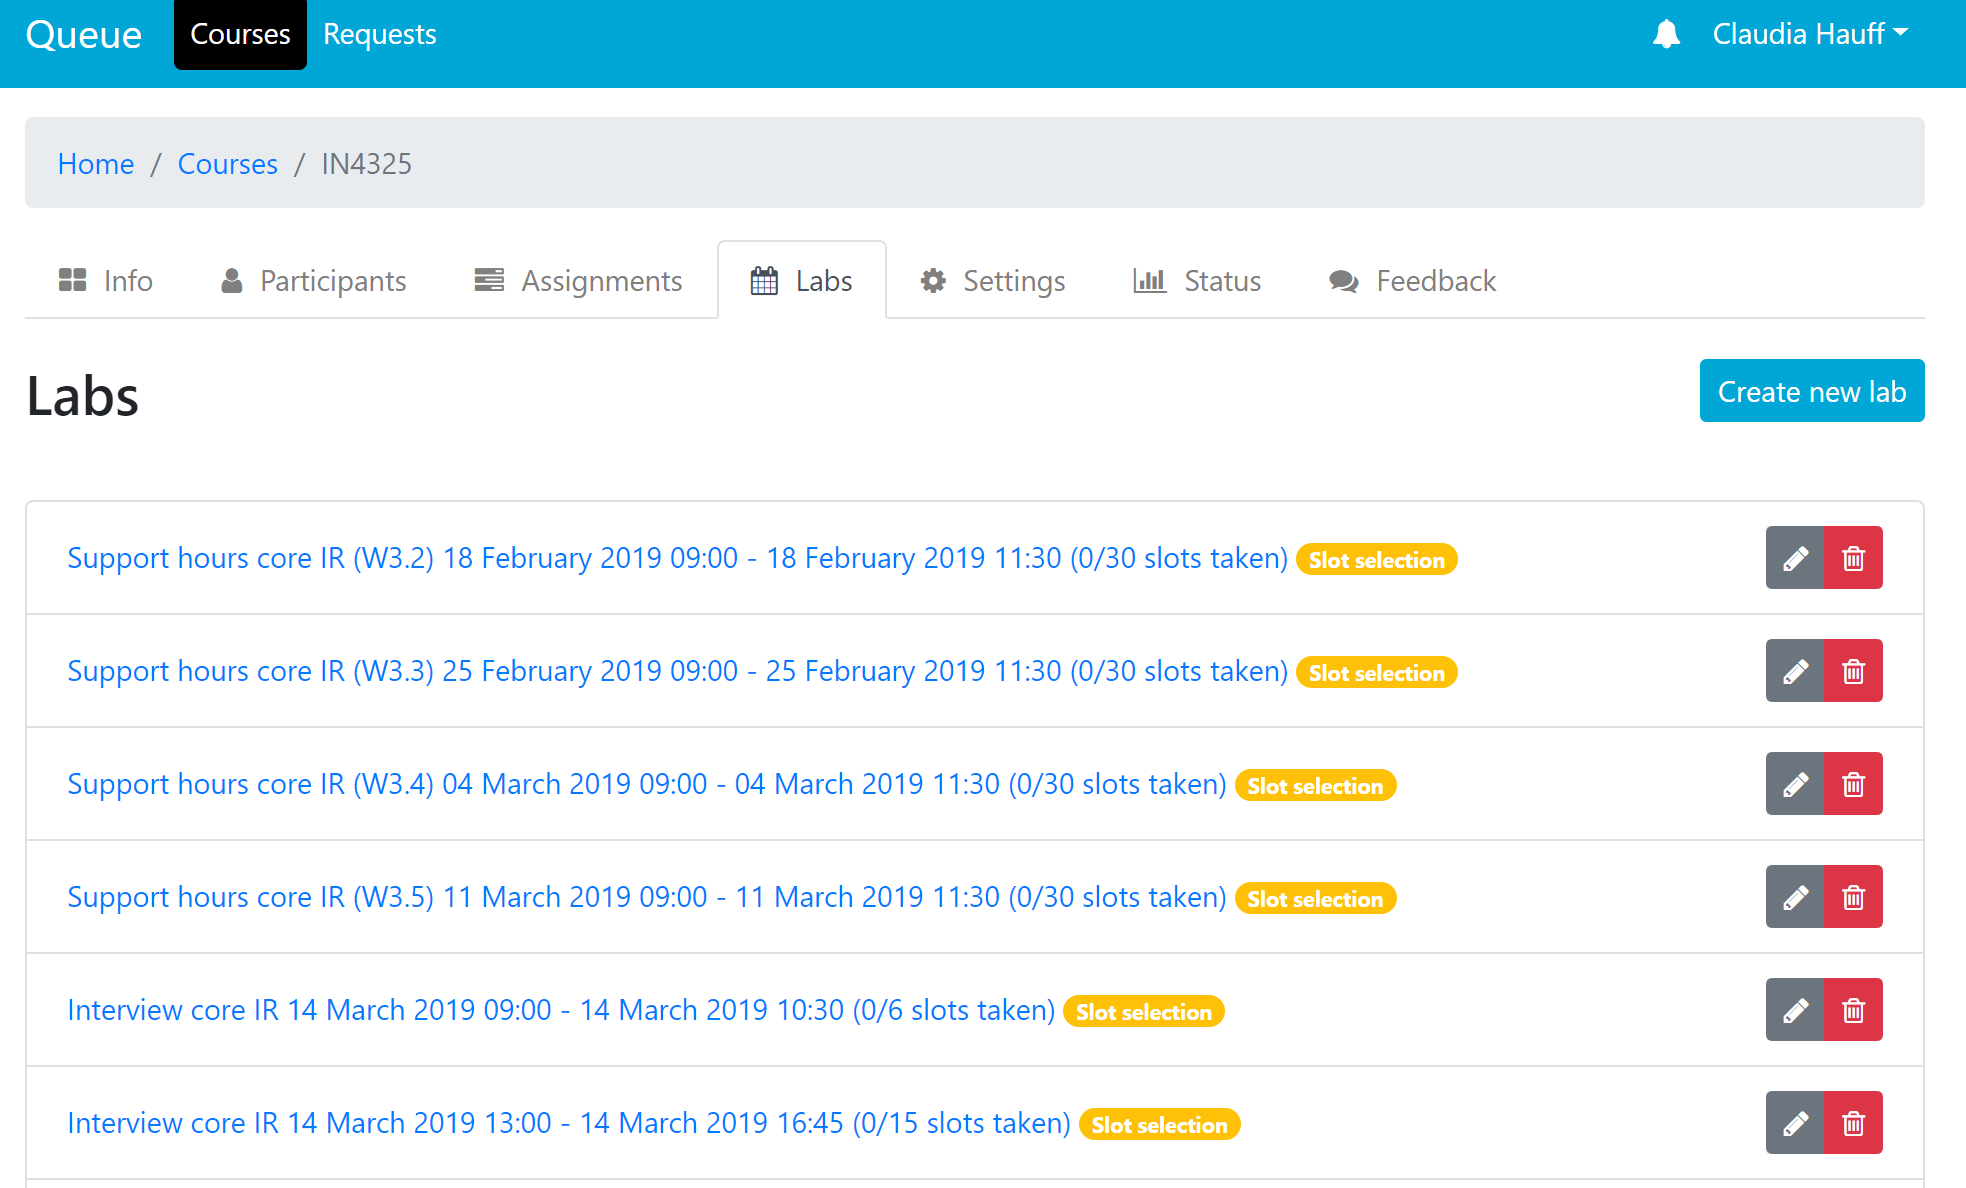 Queue Courses Requests Claudia Hauff
Home / Courses / IN4325
Info Participants Assignments Labs Settings Status Feedback
Labs Create new lab
Support hours core IR (W3.2) 18 February 2019 09:00 - 18 February 2019 11:30 (0/30 slots taken) Slot selection
Support hours core IR (W3.3) 25 February 2019 09:00 - 25 February 2019 11:30 (0/30 slots taken) Slot selection
Support hours core IR (W3.4) 04 March 2019 09:00 - 04 March 2019 11:30 (0/30 slots taken) Slot selection
Support hours core IR (W3.5) 11 March 2019 09:00 - 11 March 2019 11:30 (0/30 slots taken) Slot selection
Interview core IR 14 March 2019 09:00 - 14 March 2019 10:30 (0/6 slots taken) Slot selection
Interview core IR 14 March 2019 13:00 - 14 March 2019 16:45 (0/15 slots taken) Slot selection